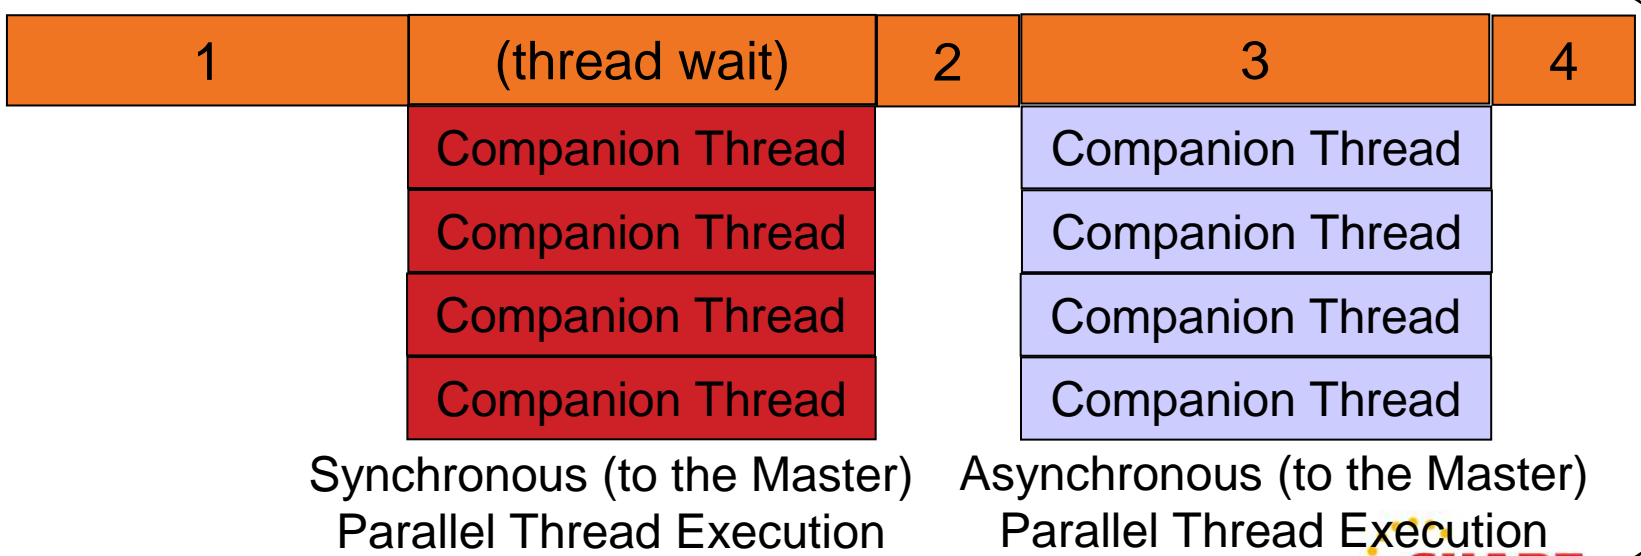 1 (thread wait) 2 3 4
Companion Thread Companion Thread
Companion Thread Companion Thread
Companion Thread Companion Thread
Companion Thread Companion Thread
Synchronous (to the Master)
Parallel Thread Execution
Asynchronous (to the Master)
Parallel Thread Execution